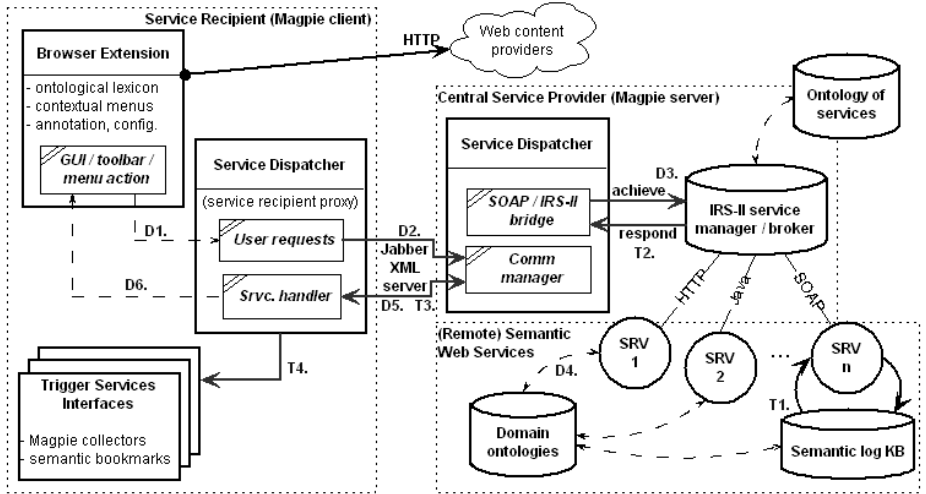 Service Recipient (Magpie client)
Browser Extension
- ontological lexicon
- contextual menus
- annotation, config.
GUI / toolbar /
menu action
HTTP
Web content
providers
Service Dispatcher
(service recipient proxy)
User requests
Srvc. handler
D1.
D6.
D2.
Jabber
XML
server
D5. T3.
T4.
Trigger Services
Interfaces
- Magpie collectors
- semantic bookmarks
Central Service Provider (Magpie server)
Service Dispatcher
SOAP / IRS-II
bridge
Comm
manager
D3.
achieve
respond
T2.
Ontology of
services
IRS-II service
manager / broker
HTTP
Java
SOAP
(Remote) Semantic
Web Services
SRV
1
SRV
2
...
SRV
n
D4.
T1.
Domain
ontologies
Semantic log KB